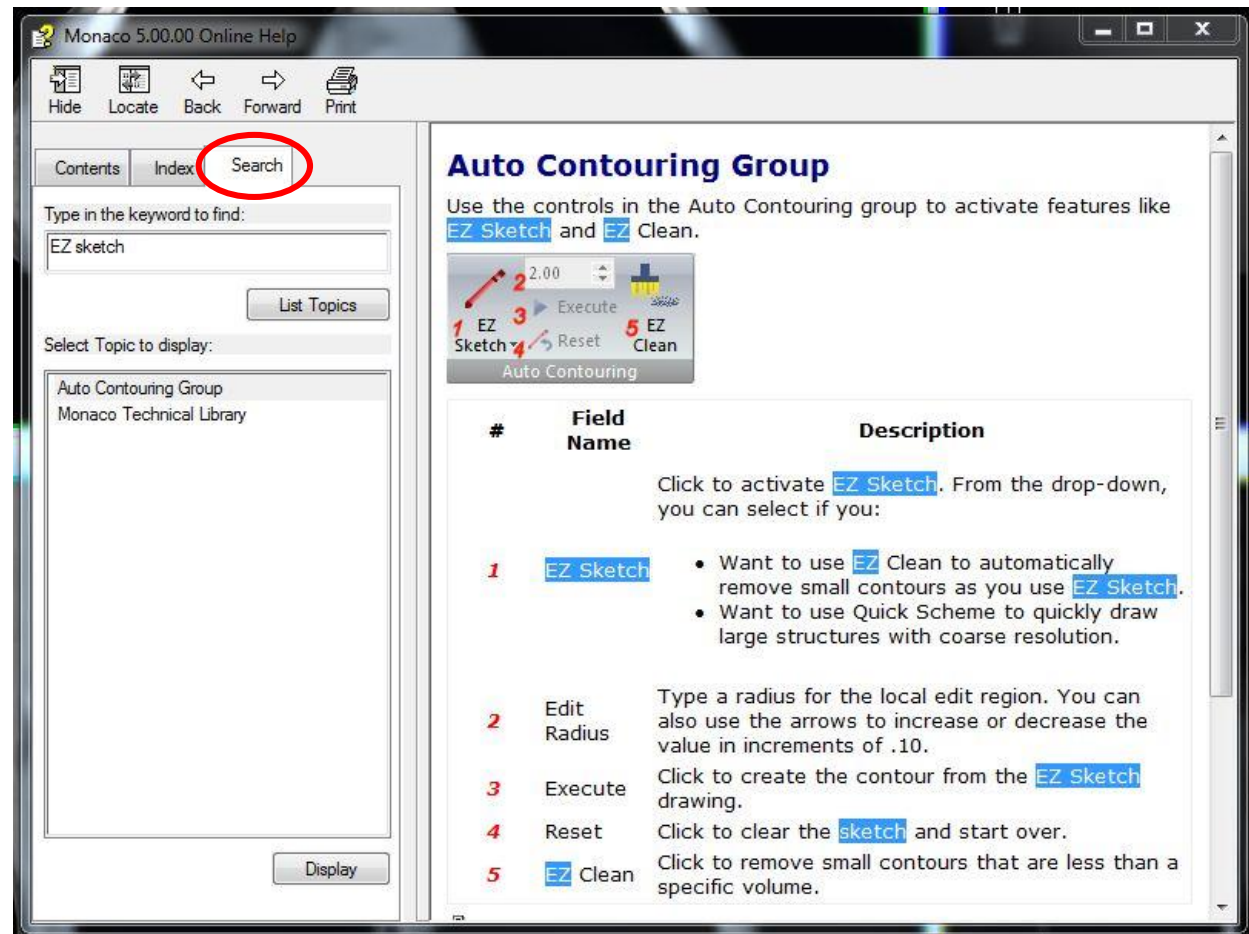 Monaco 5.00.00 Online Help
Hide Locate Back Forward Print
Contents Index Search
Type in the keyword to find:
EZ sketch
List Topics
Select Topic to display:
Auto Contouring Group
Monaco Technical Library
Display
Auto Contouring Group
Use the controls in the Auto Contouring group to activate features like
EZ Sketch and EZ Clean.
2 2.00
3 Execute
1 EZ
Sketch
4 Reset
5 EZ
Clean
Auto Contouring
# Field
Name Description
1 EZ Sketch Click to activate EZ Sketch. From the drop-down,
you can select if you:
• Want to use EZ Clean to automatically
remove small contours as you use EZ Sketch.
• Want to use Quick Scheme to quickly draw
large structures with coarse resolution.
2 Edit
Radius Type a radius for the local edit region. You can
also use the arrows to increase or decrease the
value in increments of .10.
3 Execute Click to create the contour from the EZ Sketch
drawing.
4 Reset Click to clear the sketch and start over.
5 EZ Clean Click to remove small contours that are less than a
specific volume.